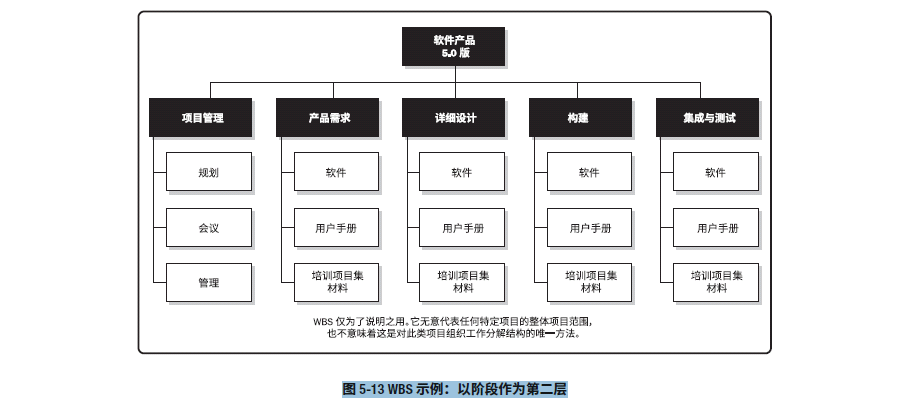 软件产品
5.0 版
项目管理
产品需求
详细设计
构建
集成与测试
规划
软件
软件
软件
软件
会议
用户手册
用户手册
用户手册
用户手册
管理
培训项目集
材料
培训项目集
材料
培训项目集
材料
培训项目集
材料
WBS 仅为了说明之用。它无意代表任何特定项目的整体项目范围,
也不意味着这是对此类项目组织工作分解结构的唯一方法。
图 5-13 WBS 示例：以阶段作为第二层